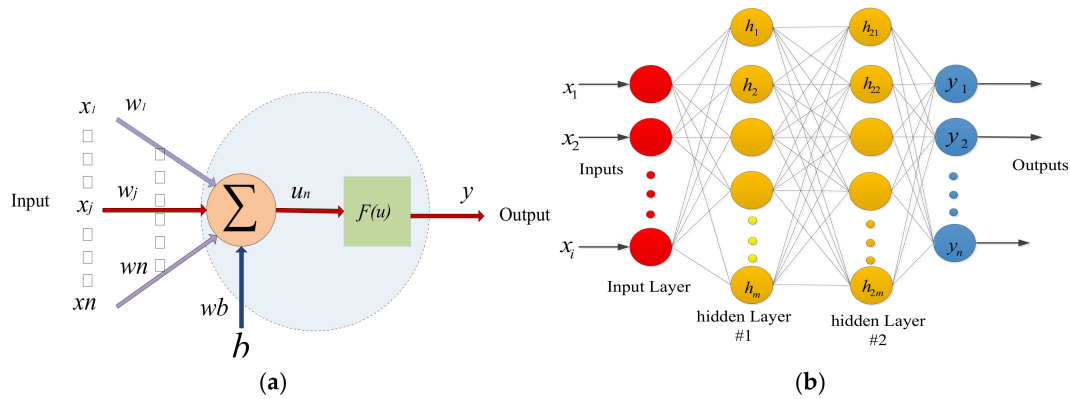 x1
w1
Input
xj
wj
xn
wn
∑
un
F(u)
y
Output
wb
b
(a)
x1
x2
Inputs
xi
Input Layer
h1
h2
hm
hidden Layer
#1
h21
h22
h2m
hidden Layer
#2
y1
y2
yn
Outputs
(b)